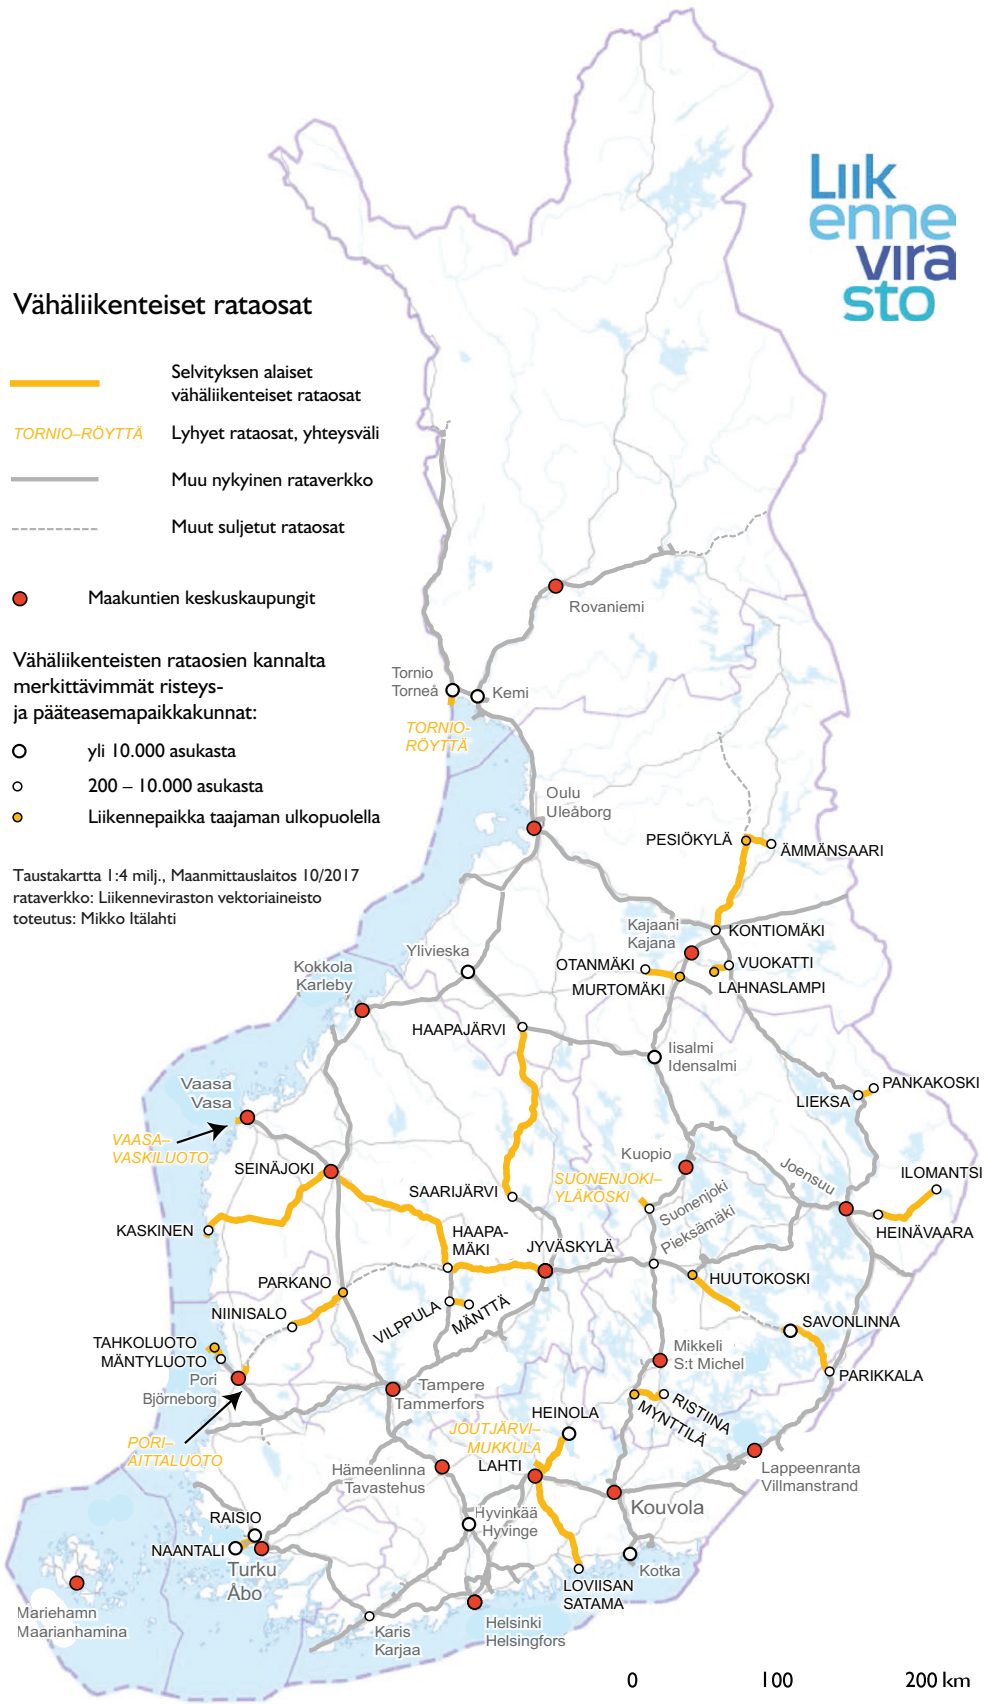 Liik
enne
vira
sto
Vähäliikenteiset rataosat
Selvityksen alaiset
vähäliikenteiset rataosat
TORNIO–RÖYTTÄ
Lyhyet rataosat, yhteysväli
Muu nykyinen rataverkko
Muut suljetut rataosat
Maakuntien keskuskaupungit
Vähäliikenteisten rataosien kannalta
merkittävimmät risteys-
ja pääteasemapaikkakunnat:
yli 10.000 asukasta
200 – 10.000 asukasta
Liikennepaikka taajaman ulkopuolella
Taustakartta 1:4 milj., Maanmittauslaitos 10/2017
rataverkko: Liikenneviraston vektoriaineisto
toteutus: Mikko Itälahti
Rovaniemi
Tornio
Torneå
Kemi
TORNIO-
RÖYTTÄ
Oulu
Uleåborg
PESIÖKYLÄ
ÄMMÄNSAARI
Kajaani
Kajana
KONTIOMÄKI
Ylivieska
OTANMÄKI
VUOKATTI
MURTOMÄKI
LAHNASLAMPI
Kokkola
Karleby
HAAPAJÄRVI
Iisalmi
Idensalmi
Vaasa
Vasa
PANKAKOSKI
LIEKSA
VAASA–
VASKILUOTO
SEINÄJOKI
Kuopio
Joensuu
ILOMANTSI
SUONENJOKI–
YLÄKOSKI
SAARIJÄRVI
Suonenjoki
Pieksämäki
KASKINEN
HAAPA-
MÄKI
JYVÄSKYLÄ
HEINÄVAARA
PARKANO
HUUTOKOSKI
NIINISALO
VILPPULA
MÄNTTÄ
SAVONLINNA
TAHKOLUOTO
MÄNTYLUOTO
Pori
Björneborg
Mikkeli
S:t Michel
PARIKKALA
Tampere
Tammerfors
RISTIINA
MYNTTILÄ
HEINOLA
JOUTJÄRVI–
MUKKULA
PORI–
AITTALUOTO
LAHTI
Hämeenlinna
Tavastehus
Lappeenranta
Villmanstrand
Kouvola
RAISIO
Hyvinkää
Hyvinge
NAANTALI
Turku
Åbo
Kotka
LOVIISAN
SATAMA
Mariehamn
Maarianhamina
Karis
Karjaa
Helsinki
Helsingfors
0 100 200 km